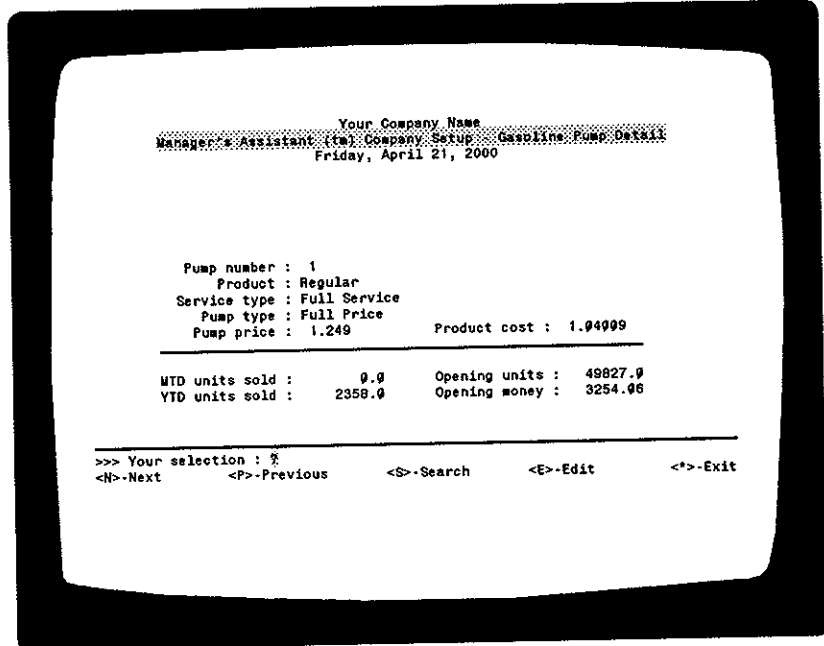 Your Company Name
Manager's Assistant (tm) Company Setup - Gasoline Pump Detail
Friday, April 21, 2000
Pump number : 1
Product : Regular
Service type : Full Service
Pump type : Full Price
Pump price : 1.249 Product cost : 1.04009
MTD units sold : 0.0 Opening units : 49827.0
YTD units sold : 2358.0 Opening money : 3254.06
>>> Your selection :
<N>-Next <P>-Previous <S>-Search <E>-Edit <*>-Exit